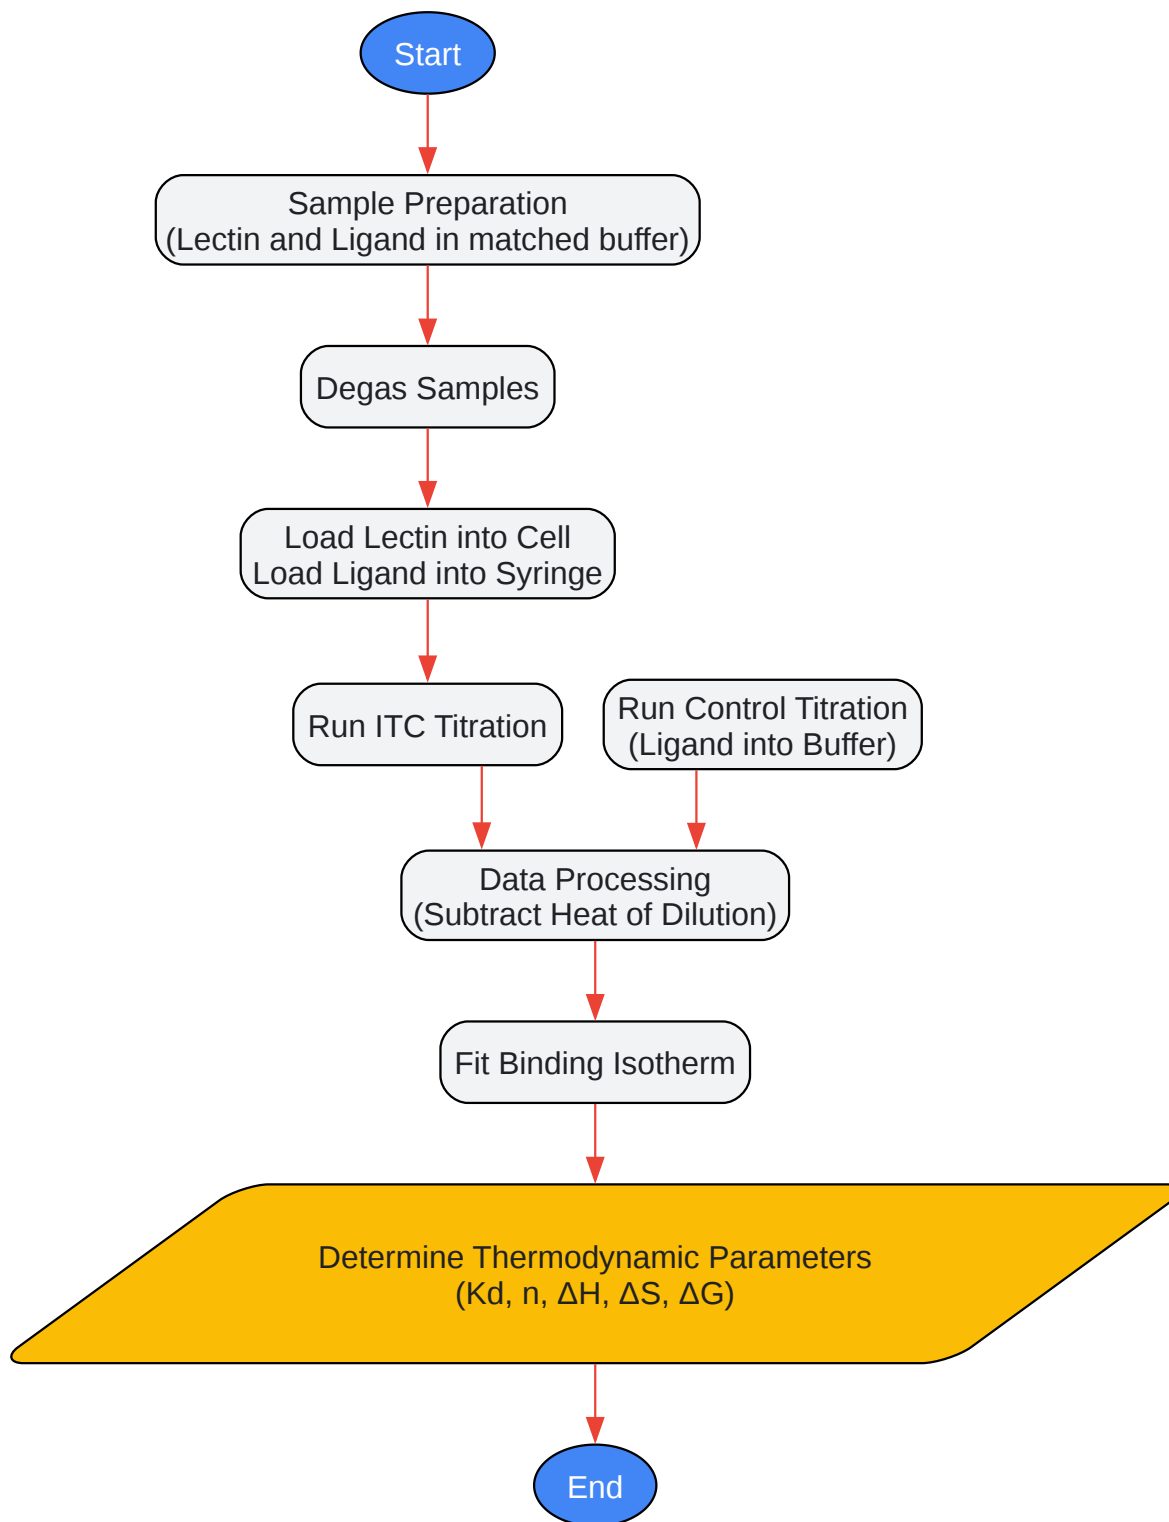 Start
Sample Preparation
(Lectin and Ligand in matched buffer)
Degas Samples
Load Lectin into Cell
Load Ligand into Syringe
Run ITC Titration
Run Control Titration
(Ligand into Buffer)
Data Processing
(Subtract Heat of Dilution)
Fit Binding Isotherm
Determine Thermodynamic Parameters
(Kd, n, ΔH, ΔS, ΔG)
End